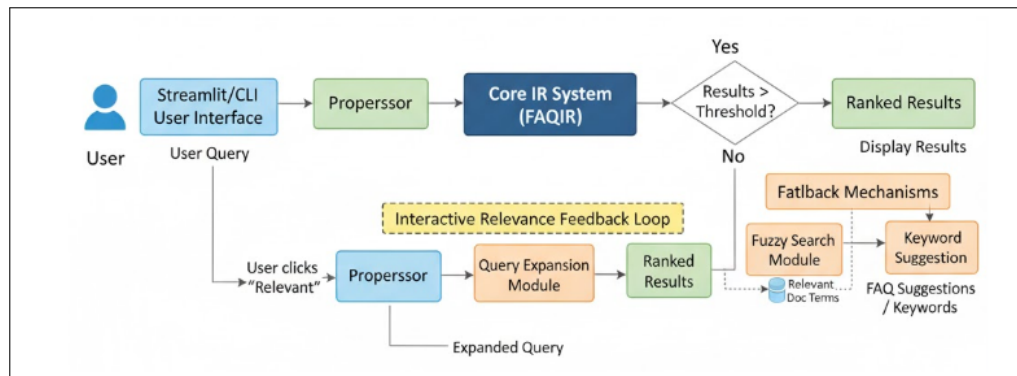 Yes
Streamlit/CLI
User Interface
Properssor
Core IR System
(FAQIR)
Results >
Threshold?
Ranked Results
User
User Query
No
Display Results
Interactive Relevance Feedback Loop
Fatlback Mechanisms
User clicks
"Relevant"
Properssor
Query Expansion
Module
Ranked
Results
Fuzzy Search
Module
Keyword
Suggestion
Relevant
Doc Terms
FAQ Suggestions
/ Keywords
Expanded Query